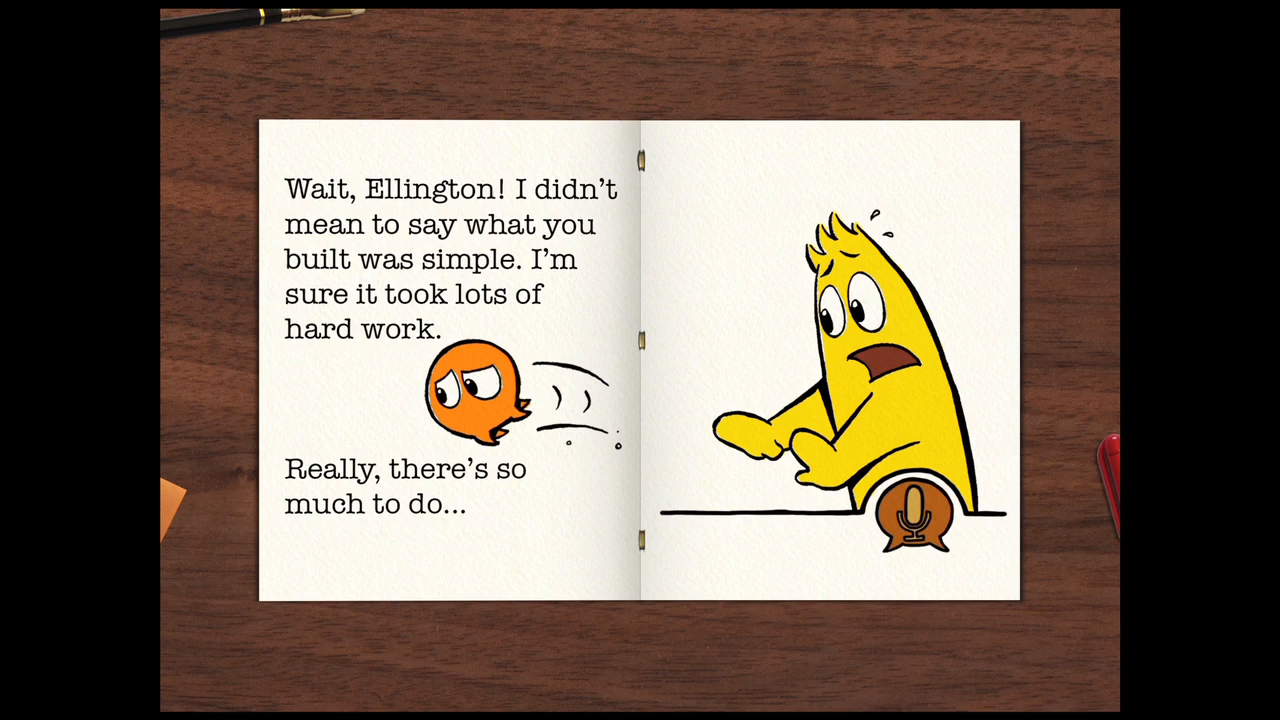 Wait, Ellington! I didn’t
mean to say what you
built was simple. I’m
sure it took lots of
hard work.
Really, there’s so
much to do...